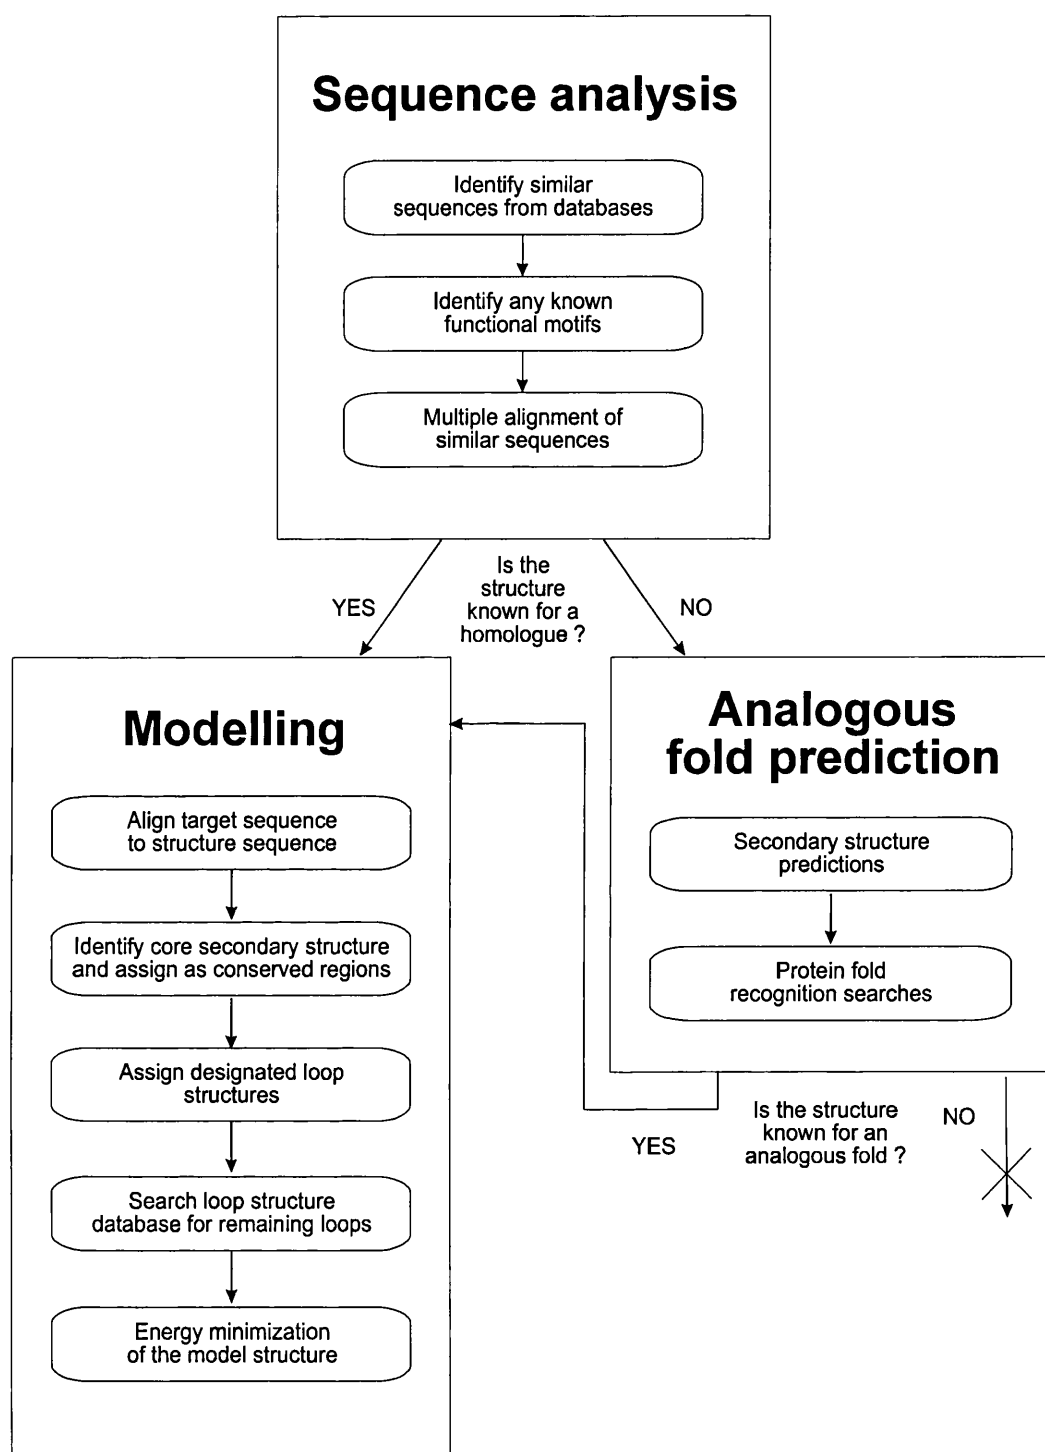 Sequence analysis
Identify similar
sequences from databases
Identify any known
functional motifs
Multiple alignment of
similar sequences
YES
Is the
structure
known for a
homologue ?
NO
Modelling
Align target sequence
to structure sequence
Identify core secondary structure
and assign as conserved regions
Assign designated loop
structures
Search loop structure
database for remaining loops
Energy minimization
of the model structure
Analogous
fold prediction
Secondary structure
predictions
Protein fold
recognition searches
YES
Is the structure
known for an
analogous fold ?
NO